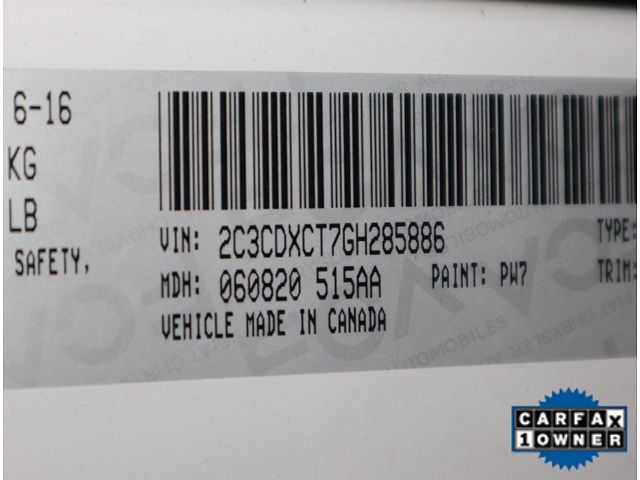 6-16
KG
LB
SAFETY,
VIN: 2C3CDXCT7GH285886
TYPE:
MDH: 060820 515AA
PAINT: PW7
TRIM:
VEHICLE MADE IN CANADA
CARFAX
1 OWNER